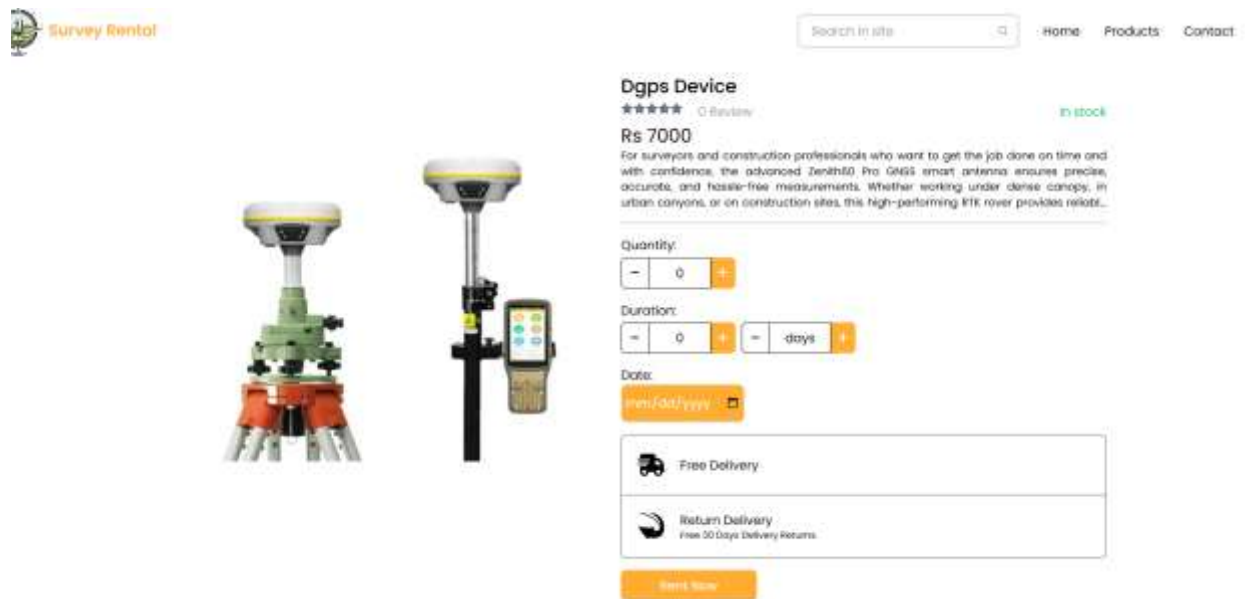 Survey Rental
Search in site
Home
Products
Contact
Dgps Device
0 Review
In stock
Rs 7000
For surveyors and construction professionals who want to get the job done on time and
with confidence, the advanced Zenith60 Pro GNSS smart antenna ensures precise,
accurate, and hassle-free measurements. Whether working under dense canopy, in
urban canyons, or on construction sites, this high-performing RTK rover provides reliabl...
Quantity:
- 0 +
Duration:
- 0 + - days +
Date:
mm/dd/yyyy
Free Delivery
Return Delivery
Free 30 Days Delivery Returns.
Rent Now